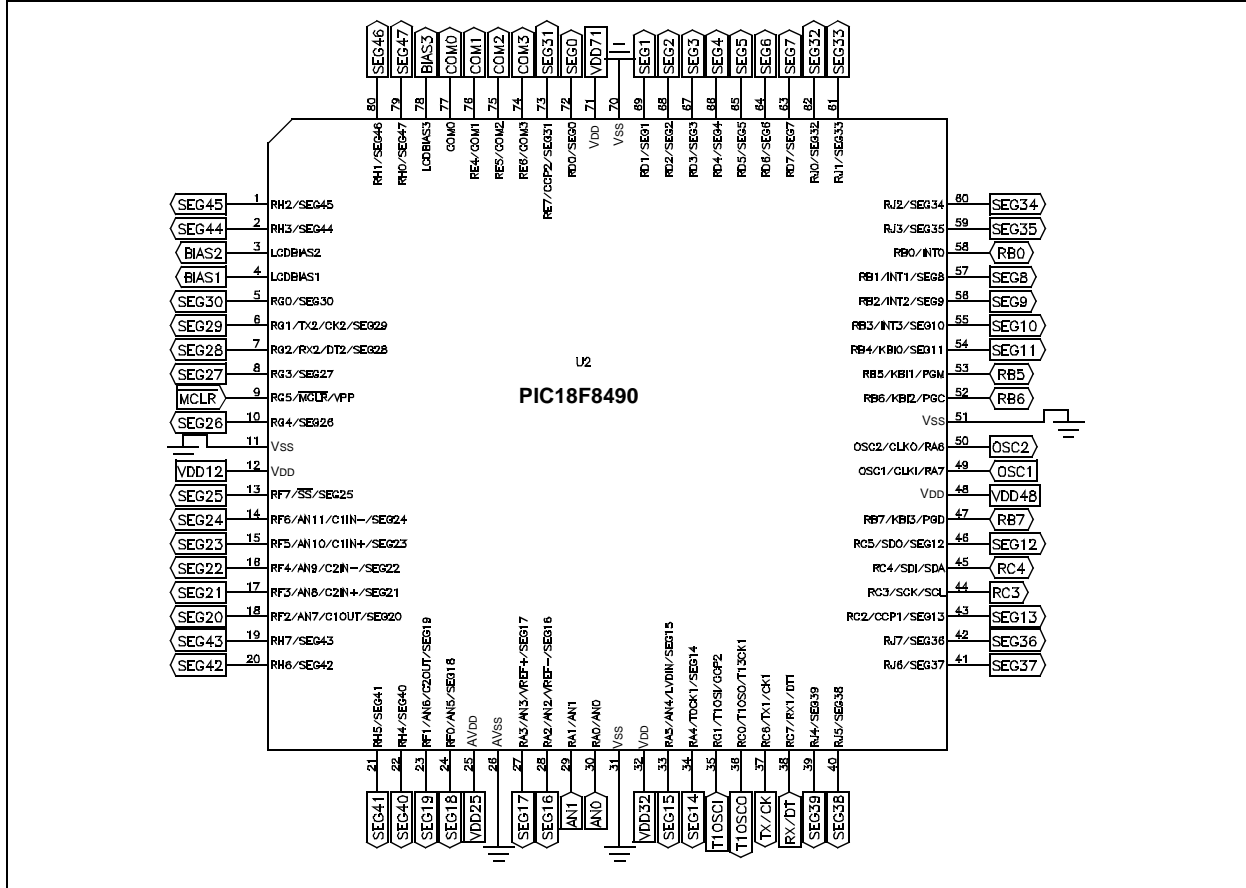 SEG46 SEG47 BIAS3 COM0 COM1 COM2 COM3 SEG31 SEG0 VDD71 SEG1 SEG2 SEG3 SEG4 SEG5 SEG6 SEG7 SEG32 SEG33
80 79 78 77 76 75 74 73 72 71 70 69 68 67 66 65 64 63 62 61
RH1/SEG46 RH0/SEG47 LCDBIAS3 COM0 RE4/COM1 RE5/COM2 RE6/COM3 RE7/CCP2/SEG31 RD0/SEG0 VDD VSS RD1/SEG1 RD2/SEG2 RD3/SEG3 RD4/SEG4 RD5/SEG5 RD6/SEG6 RD7/SEG7 RJ0/SEG32 RJ1/SEG33
SEG45 1 RH2/SEG45
SEG44 2 RH3/SEG44
BIAS2 3 LCDBIAS2
BIAS1 4 LCDBIAS1
SEG30 5 RG0/SEG30
SEG29 6 RG1/TX2/CK2/SEG29
SEG28 7 RG2/RX2/DT2/SEG28
SEG27 8 RG3/SEG27
MCLR 9 RG5/MCLR/VPP
SEG26 10 RG4/SEG26
11 VSS
VDD12 12 VDD
SEG25 13 RF7/SS/SEG25
SEG24 14 RF6/AN11/C1IN-/SEG24
SEG23 15 RF5/AN10/C1IN+/SEG23
SEG22 16 RF4/AN9/C2IN-/SEG22
SEG21 17 RF3/AN8/C2IN+/SEG21
SEG20 18 RF2/AN7/C1OUT/SEG20
SEG43 19 RH7/SEG43
SEG42 20 RH6/SEG42
U2
PIC18F8490
RJ2/SEG34 60 SEG34
RJ3/SEG35 59 SEG35
RB0/INT0 58 RB0
RB1/INT1/SEG8 57 SEG8
RB2/INT2/SEG9 56 SEG9
RB3/INT3/SEG10 55 SEG10
RB4/KBI0/SEG11 54 SEG11
RB5/KBI1/PGM 53 RB5
RB6/KBI2/PGC 52 RB6
VSS 51
OSC2/CLKO/RA6 50 OSC2
OSC1/CLKI/RA7 49 OSC1
VDD 48 VDD48
RB7/KBI3/PGD 47 RB7
RC5/SDO/SEG12 46 SEG12
RC4/SDI/SDA 45 RC4
RC3/SCK/SCL 44 RC3
RC2/CCP1/SEG13 43 SEG13
RJ7/SEG36 42 SEG36
RJ6/SEG37 41 SEG37
RH5/SEG41 RH4/SEG40 RF1/AN6/C2OUT/SEG19 RF0/AN5/SEG18 AVDD AVSS RA3/AN3/VREF+/SEG17 RA2/AN2/VREF-/SEG16 RA1/AN1 RA0/AN0 VSS VDD RA5/AN4/LVDIN/SEG15 RA4/T0CK1/SEG14 RC1/T1OSI/CCP2 RC0/T1OSO/T13CK1 RC6/TX1/CK1 RC7/RX1/DT1 RJ4/SEG39 RJ5/SEG38
21 22 23 24 25 26 27 28 29 30 31 32 33 34 35 36 37 38 39 40
SEG41 SEG40 SEG19 SEG18 VDD25 SEG17 SEG16 AN1 AN0 VDD32 SEG15 SEG14 T1OSCI T1OSCO TX/CK RX/DT SEG39 SEG38